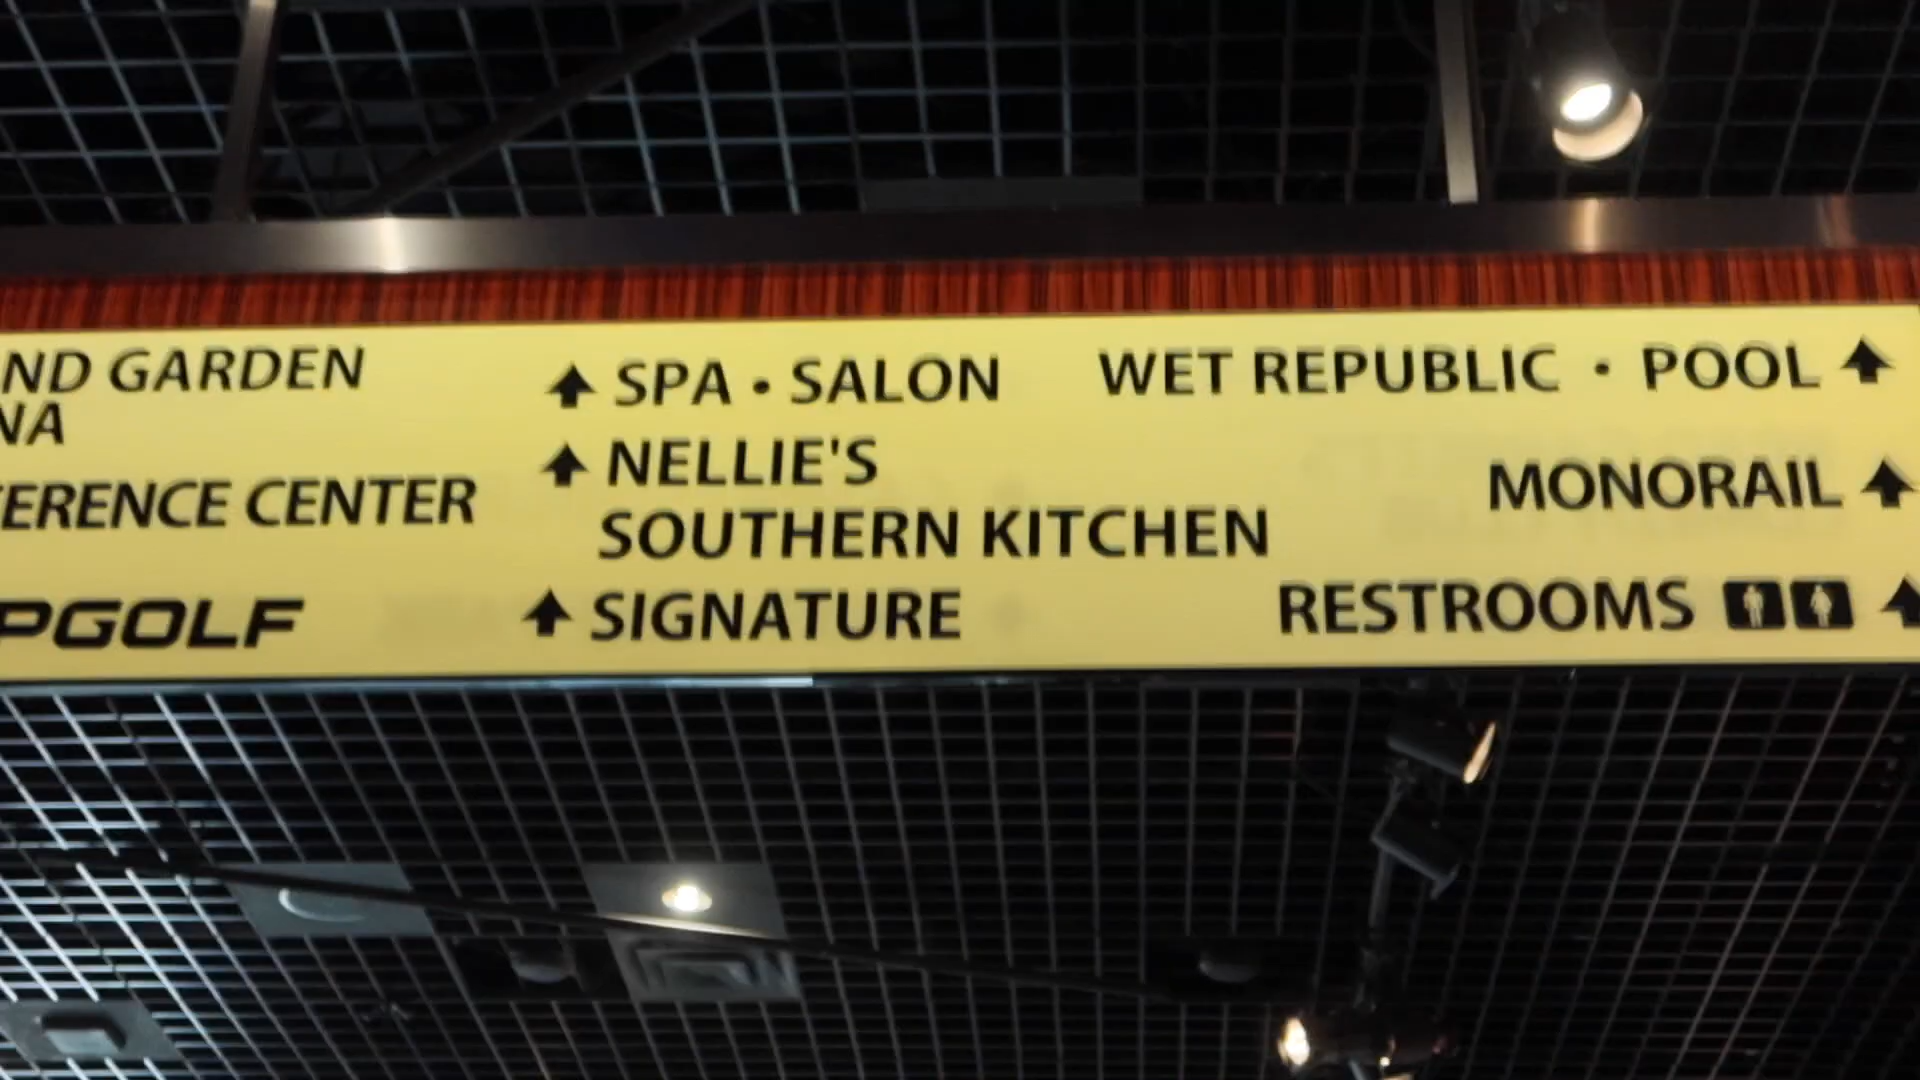 ND GARDEN
NA
ERENCE CENTER
PGOLF
SPA • SALON
NELLIE'S
SOUTHERN KITCHEN
SIGNATURE
WET REPUBLIC • POOL
MONORAIL
RESTROOMS